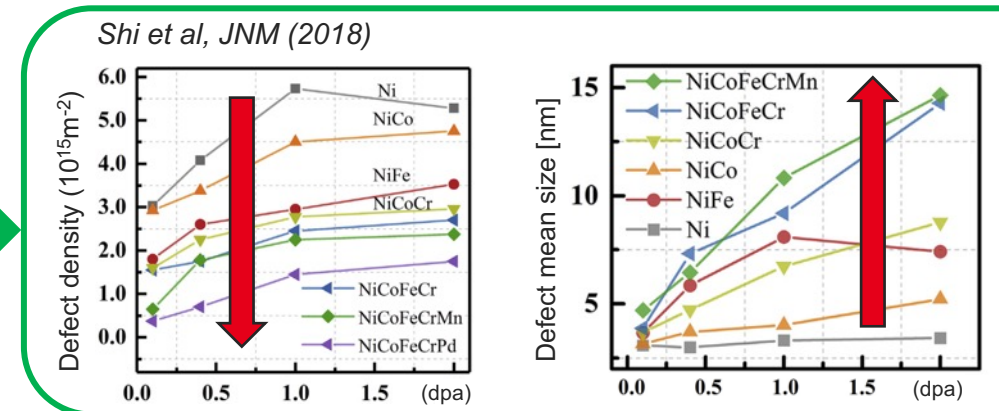 Shi et al, JNM (2018)
Defect density (10¹⁵m⁻²)
6.0
5.0
4.0
3.0
2.0
1.0
0.0
Ni
NiCo
NiFe
NiCoCr
NiCoFeCr
NiCoFeCrMn
NiCoFeCrPd
0.0 0.5 1.0 1.5 (dpa)
Defect mean size [nm]
15
10
5
NiCoFeCrMn
NiCoFeCr
NiCoCr
NiCo
NiFe
Ni
0.0 0.5 1.0 1.5 (dpa)